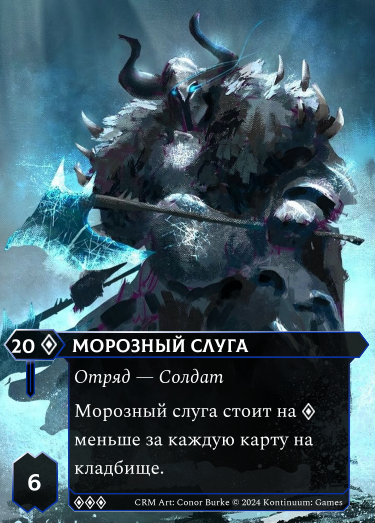 20 МОРОЗНЫЙ СЛУГА
Отряд — Солдат
Морозный слуга стоит на
меньше за каждую карту на
кладбище.
6
CRM Art: Conor Burke © 2024 Kontinuum: Games